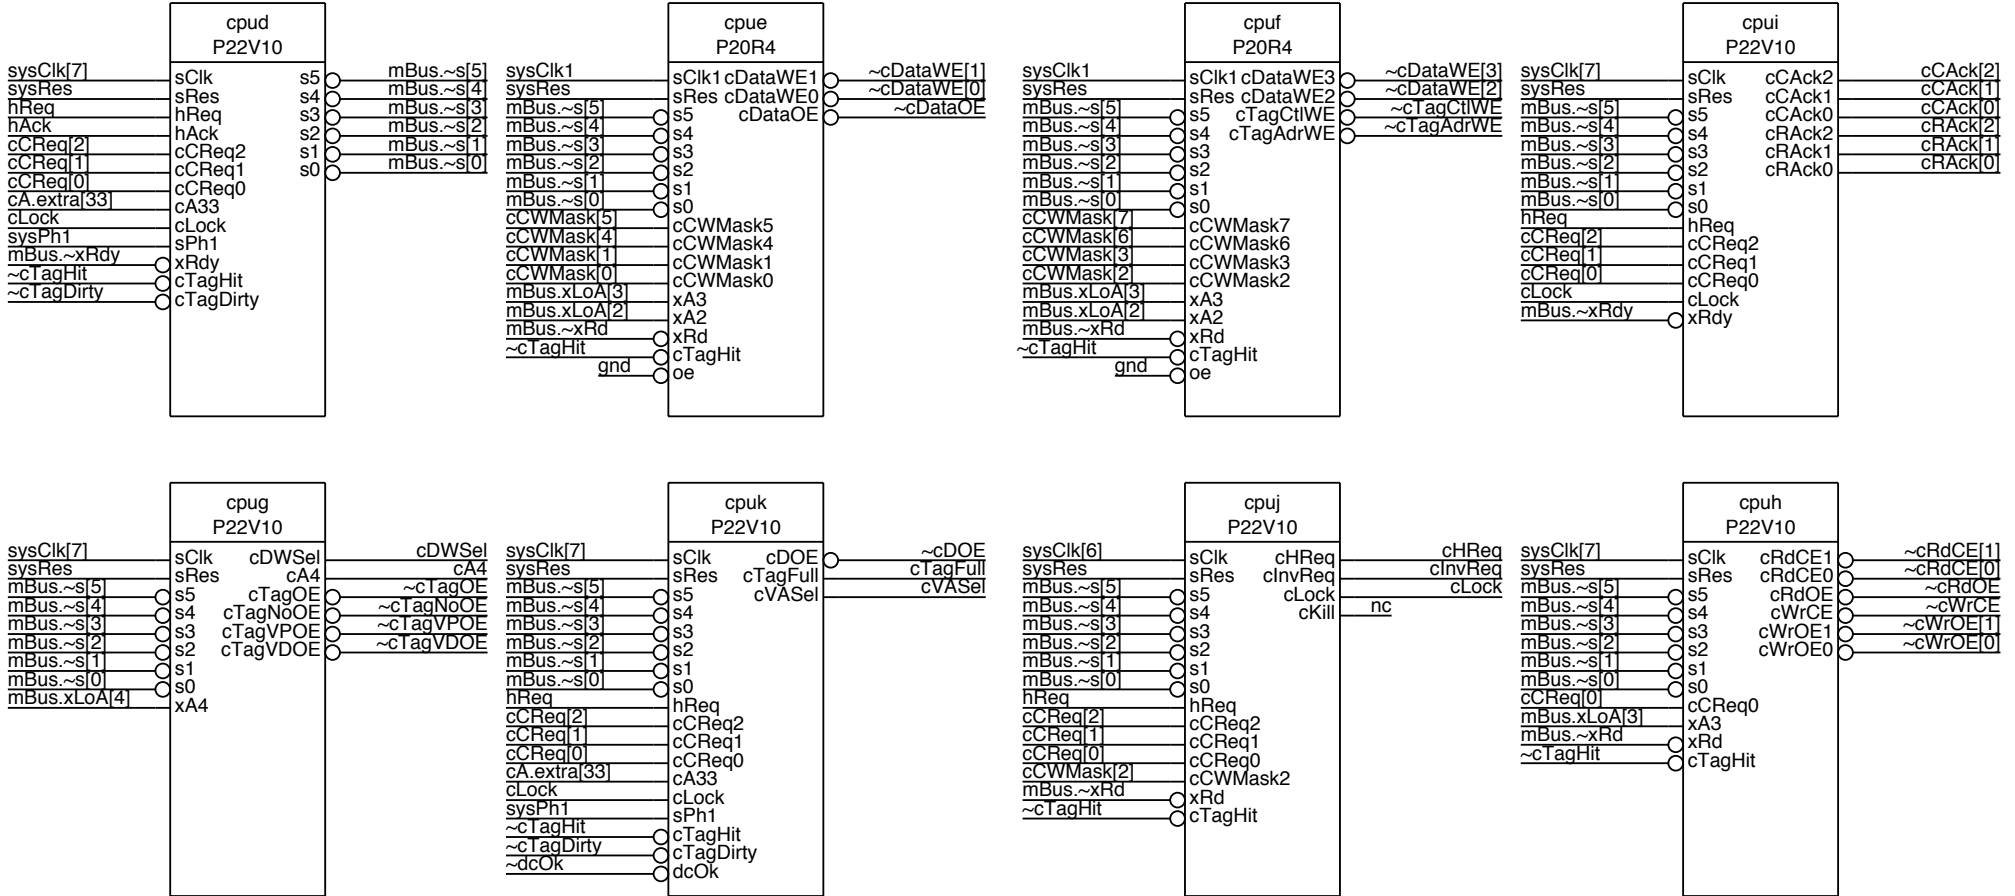 cpud
P22V10
sysClk[7] sClk s5 mBus.~s[5]
sysRes sRes s4 mBus.~s[4]
hReq hReq s3 mBus.~s[3]
hAck hAck s2 mBus.~s[2]
cCReq[2] cCReq2 s1 mBus.~s[1]
cCReq[1] cCReq1 s0 mBus.~s[0]
cCReq[0] cCReq0
cA.extra[33] cA33
cLock cLock
sysPh1 sPh1
mBus.~xRdy xRdy
~cTagHit cTagHit
~cTagDirty cTagDirty
cpue
P20R4
sysClk1 sClk1 cDataWE1 ~cDataWE[1]
sysRes sRes cDataWE0 ~cDataWE[0]
mBus.~s[5] s5 cDataOE ~cDataOE
mBus.~s[4] s4
mBus.~s[3] s3
mBus.~s[2] s2
mBus.~s[1] s1
mBus.~s[0] s0
cCWMask[5] cCWMask5
cCWMask[4] cCWMask4
cCWMask[1] cCWMask1
cCWMask[0] cCWMask0
mBus.xLoA[3] xA3
mBus.xLoA[2] xA2
mBus.~xRd xRd
~cTagHit cTagHit
gnd oe
cpuf
P20R4
sysClk1 sClk1 cDataWE3 ~cDataWE[3]
sysRes sRes cDataWE2 ~cDataWE[2]
mBus.~s[5] s5 cTagCtlWE ~cTagCtlWE
mBus.~s[4] s4 cTagAdrWE ~cTagAdrWE
mBus.~s[3] s3
mBus.~s[2] s2
mBus.~s[1] s1
mBus.~s[0] s0
cCWMask[7] cCWMask7
cCWMask[6] cCWMask6
cCWMask[3] cCWMask3
cCWMask[2] cCWMask2
mBus.xLoA[3] xA3
mBus.xLoA[2] xA2
mBus.~xRd xRd
~cTagHit cTagHit
gnd oe
cpui
P22V10
sysClk[7] sClk cCAck2 cCAck[2]
sysRes sRes cCAck1 cCAck[1]
mBus.~s[5] s5 cCAck0 cCAck[0]
mBus.~s[4] s4 cRAck2 cRAck[2]
mBus.~s[3] s3 cRAck1 cRAck[1]
mBus.~s[2] s2 cRAck0 cRAck[0]
mBus.~s[1] s1
mBus.~s[0] s0
hReq hReq
cCReq[2] cCReq2
cCReq[1] cCReq1
cCReq[0] cCReq0
cLock cLock
mBus.~xRdy xRdy
cpug
P22V10
sysClk[7] sClk cDWSel cDWSel
sysRes sRes cA4 cA4
mBus.~s[5] s5 cTagOE ~cTagOE
mBus.~s[4] s4 cTagNoOE ~cTagNoOE
mBus.~s[3] s3 cTagVPOE ~cTagVPOE
mBus.~s[2] s2 cTagVDOE ~cTagVDOE
mBus.~s[1] s1
mBus.~s[0] s0
mBus.xLoA[4] xA4
cpuk
P22V10
sysClk[7] sClk cDOE ~cDOE
sysRes sRes cTagFull cTagFull
mBus.~s[5] s5 cVASel cVASel
mBus.~s[4] s4
mBus.~s[3] s3
mBus.~s[2] s2
mBus.~s[1] s1
mBus.~s[0] s0
hReq hReq
cCReq[2] cCReq2
cCReq[1] cCReq1
cCReq[0] cCReq0
cA.extra[33] cA33
cLock cLock
sysPh1 sPh1
~cTagHit cTagHit
~cTagDirty cTagDirty
~dcOk dcOk
cpuj
P22V10
sysClk[6] sClk cHReq cHReq
sysRes sRes cInvReq cInvReq
mBus.~s[5] s5 cLock cLock
mBus.~s[4] s4 cKill nc
mBus.~s[3] s3
mBus.~s[2] s2
mBus.~s[1] s1
mBus.~s[0] s0
hReq hReq
cCReq[2] cCReq2
cCReq[1] cCReq1
cCReq[0] cCReq0
cCWMask[2] cCWMask2
mBus.~xRd xRd
~cTagHit cTagHit
cpuh
P22V10
sysClk[7] sClk cRdCE1 ~cRdCE[1]
sysRes sRes cRdCE0 ~cRdCE[0]
mBus.~s[5] s5 cRdOE ~cRdOE
mBus.~s[4] s4 cWrCE ~cWrCE
mBus.~s[3] s3 cWrOE1 ~cWrOE[1]
mBus.~s[2] s2 cWrOE0 ~cWrOE[0]
mBus.~s[1] s1
mBus.~s[0] s0
cCReq[0] cCReq0
mBus.xLoA[3] xA3
mBus.~xRd xRd
~cTagHit cTagHit